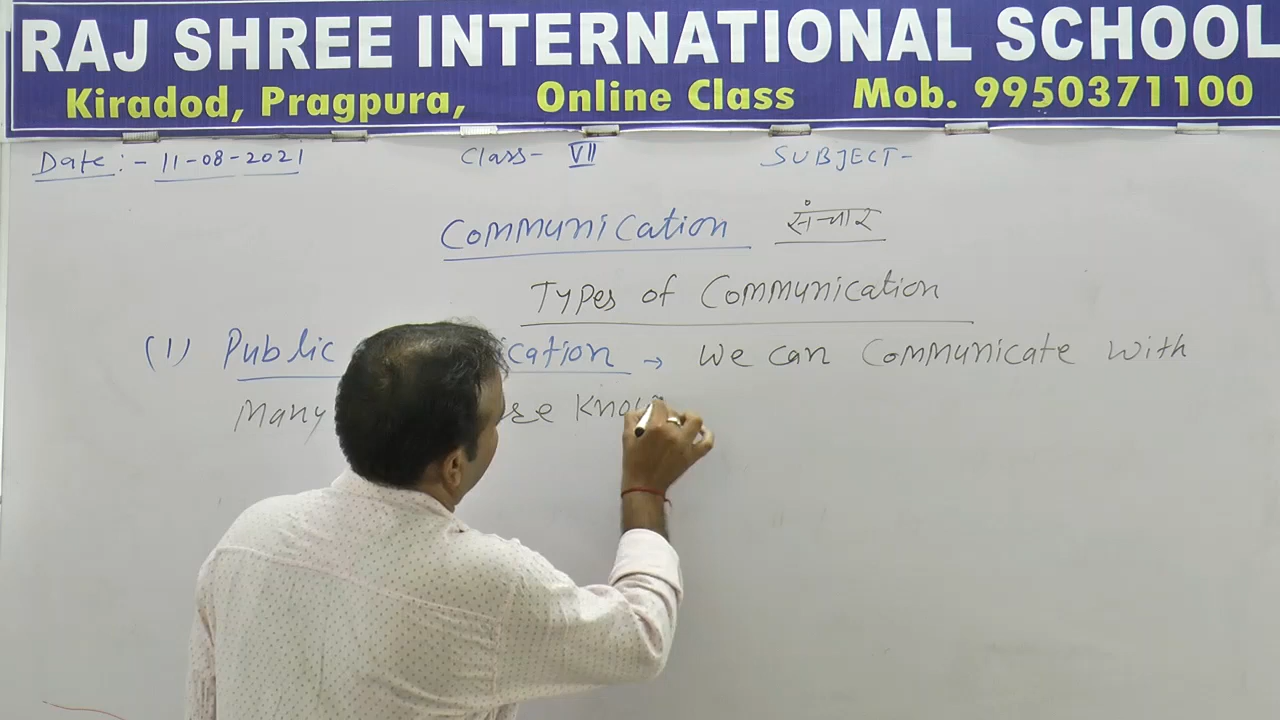 RAJ SHREE INTERNATIONAL SCHOOL
Kiradod, Pragpura, Online Class Mob. 9950371100
Date:- 11-08-2021 Class- VII SUBJECT-
Communication संचार
Types of Communication
(1) Public ication → We can Communicate with
Many